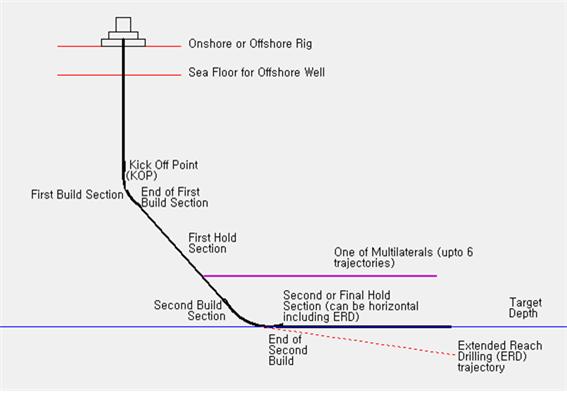 Onshore or Offshore Rig
Sea Floor for Offshore Well
Kick Off Point
(KOP)
First Build Section
End of First
Build Section
First Hold
Section
One of Multilaterals (upto 6
trajectories)
Second Build
Section
Second or Final Hold
Section (can be horizontal
including ERD)
Target
Depth
End of
Second
Build
Extended Reach
Drilling (ERD)
trajectory